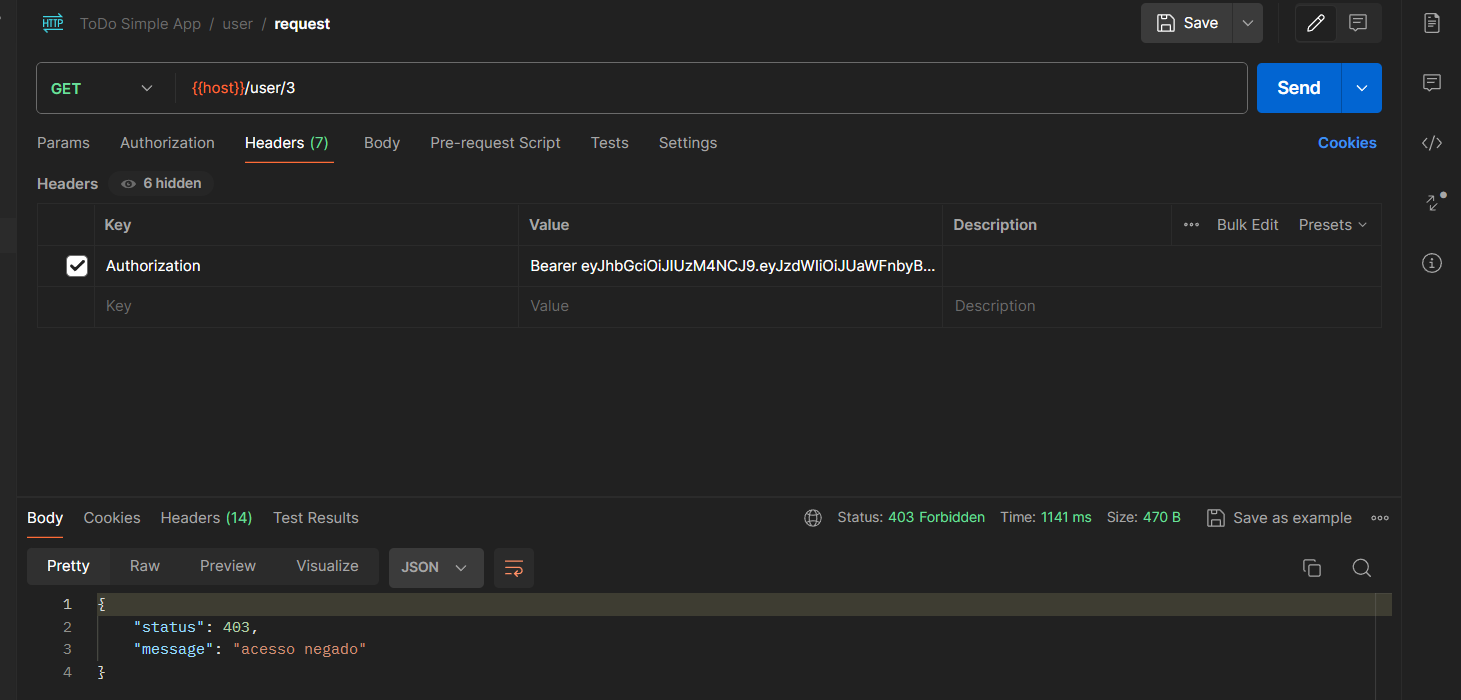 HTTP ToDo Simple App / user / request Save
GET {{host}}/user/3 Send
Params Authorization Headers (7) Body Pre-request Script Tests Settings Cookies
Headers 6 hidden
Key Value Description ••• Bulk Edit Presets
Authorization Bearer eyJhbGciOiJIUzM4NCJ9.eyJzdWIiOiJUaWFnbyB...
Key Value Description
Body Cookies Headers (14) Test Results Status: 403 Forbidden Time: 1141 ms Size: 470 B Save as example
Pretty Raw Preview Visualize JSON
1 {
2 "status": 403,
3 "message": "acesso negado"
4 }